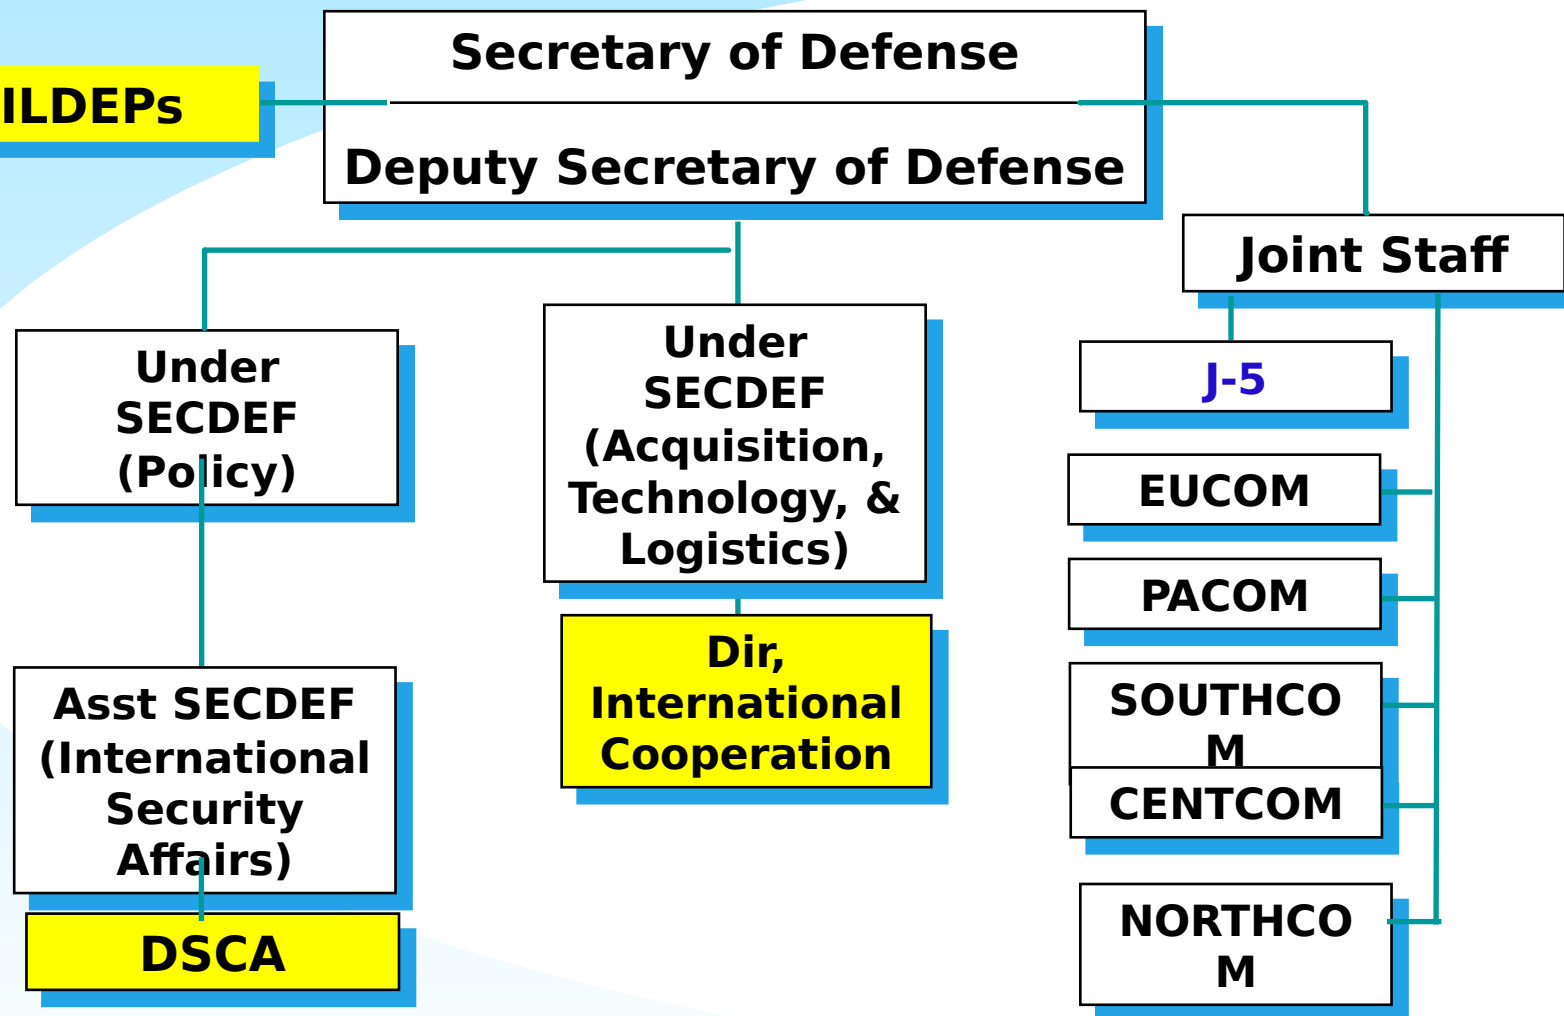 Secretary of Defense
ILDEPs
Deputy Secretary of Defense
Joint Staff
Under
SECDEF
(Policy)
Under
SECDEF
(Acquisition,
Technology, &
Logistics)
J-5
EUCOM
PACOM
SOUTHCO
M
CENTCOM
NORTHCO
M
Dir,
International
Cooperation
Asst SECDEF
(International
Security
Affairs)
DSCA